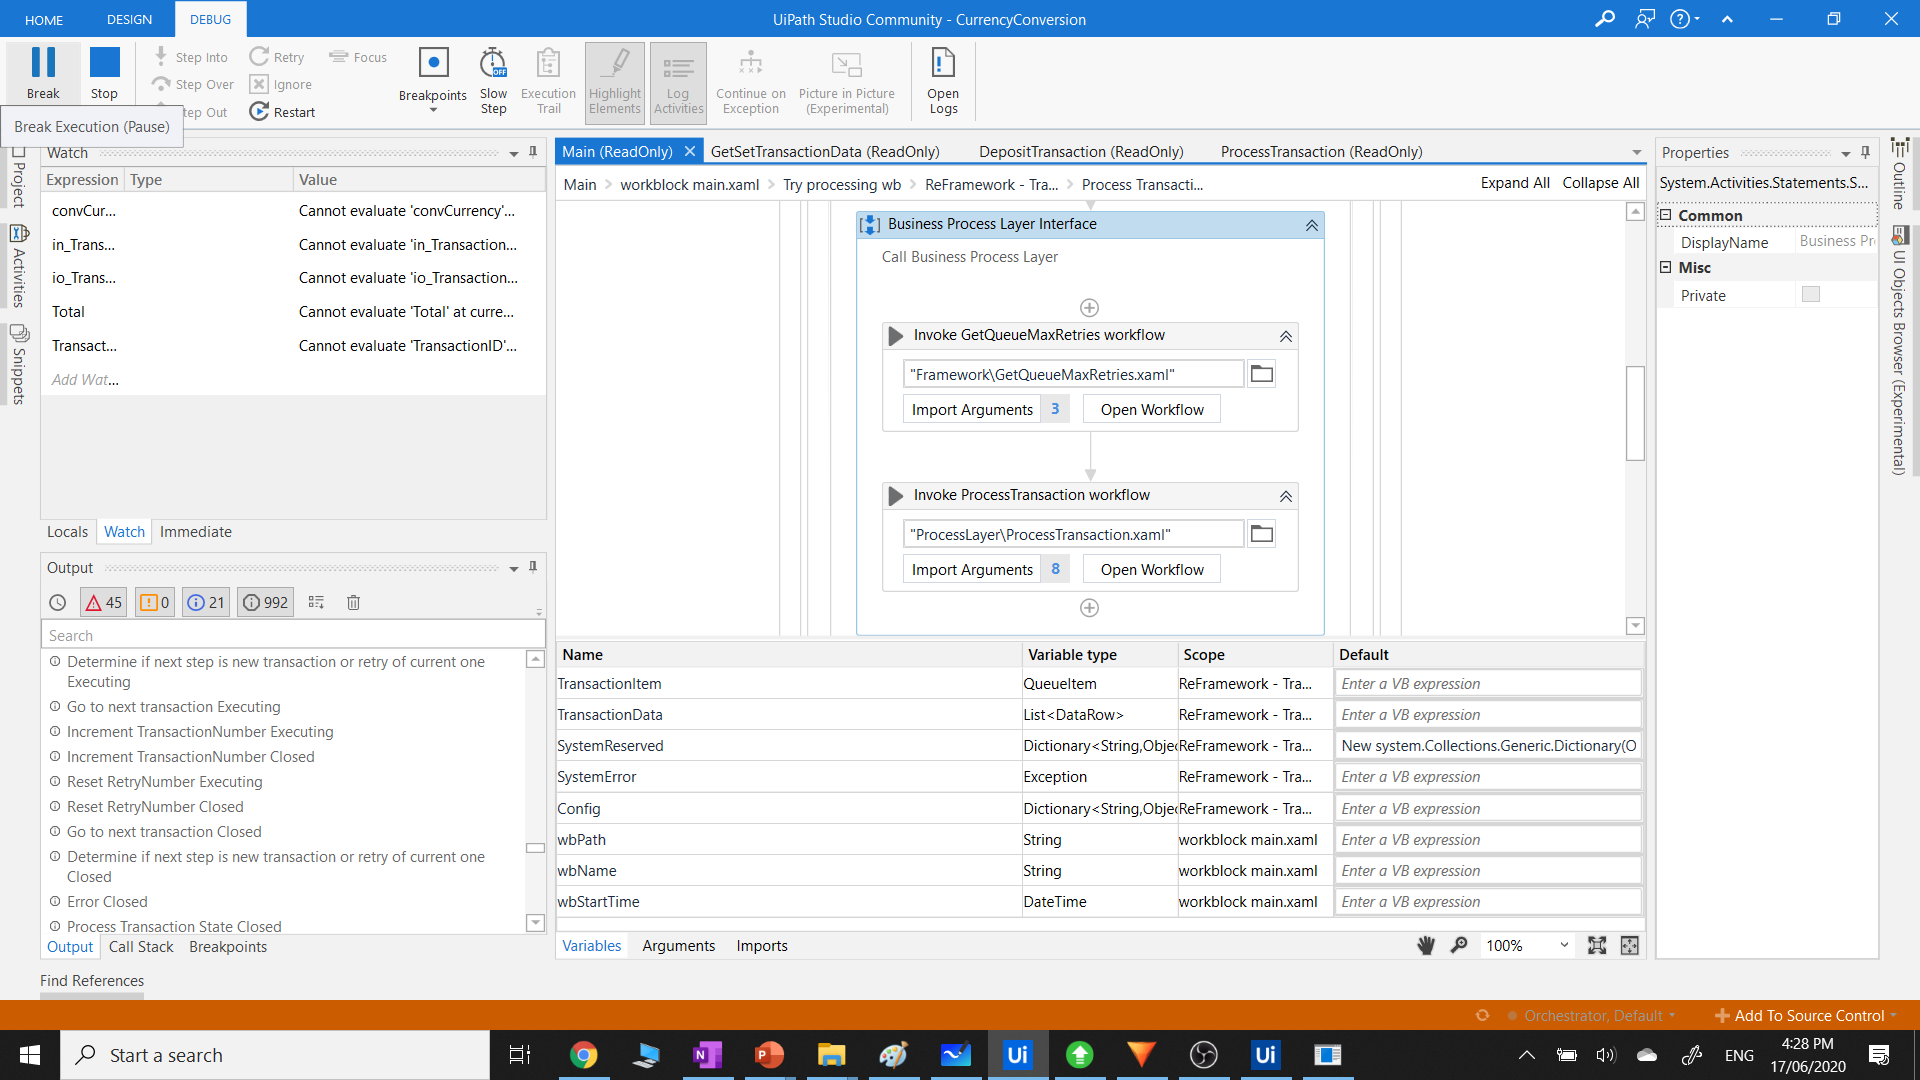 HOME
DESIGN
DEBUG
UiPath Studio Community - CurrencyConversion
Break
Stop
Step Into
Step Over
tep Out
Retry
Ignore
Restart
Focus
Breakpoints
Slow
Step
OFF
Execution
Trail
Highlight
Elements
Log
Activities
Continue on
Exception
Picture in Picture
(Experimental)
Open
Logs
Break Execution (Pause)
Project
Activities
Snippets
Watch
Expression
Type
Value
convCur...
Cannot evaluate 'convCurrency'...
in_Trans...
Cannot evaluate 'in_Transaction...
io_Trans...
Cannot evaluate 'io_Transaction...
Total
Cannot evaluate 'Total' at curre...
Transact...
Cannot evaluate 'TransactionID'...
Add Wat...
Locals
Watch
Immediate
Output
45
0
21
992
Search
Determine if next step is new transaction or retry of current one
Executing
Go to next transaction Executing
Increment TransactionNumber Executing
Increment TransactionNumber Closed
Reset RetryNumber Executing
Reset RetryNumber Closed
Go to next transaction Closed
Determine if next step is new transaction or retry of current one
Closed
Error Closed
Process Transaction State Closed
Output
Call Stack
Breakpoints
Find References
Main (ReadOnly)
GetSetTransactionData (ReadOnly)
DepositTransaction (ReadOnly)
ProcessTransaction (ReadOnly)
Main
workblock main.xaml
Try processing wb
ReFramework - Tra...
Process Transacti...
Expand All
Collapse All
Business Process Layer Interface
Call Business Process Layer
Invoke GetQueueMaxRetries workflow
"Framework\GetQueueMaxRetries.xaml"
Import Arguments
3
Open Workflow
Invoke ProcessTransaction workflow
"ProcessLayer\ProcessTransaction.xaml"
Import Arguments
8
Open Workflow
Name
Variable type
Scope
Default
TransactionItem
QueueItem
ReFramework - Tra...
Enter a VB expression
TransactionData
List<DataRow>
ReFramework - Tra...
Enter a VB expression
SystemReserved
Dictionary<String,Objec
ReFramework - Tra...
New system.Collections.Generic.Dictionary(O
SystemError
Exception
ReFramework - Tra...
Enter a VB expression
Config
Dictionary<String,Objec
ReFramework - Tra...
Enter a VB expression
wbPath
String
workblock main.xaml
Enter a VB expression
wbName
String
workblock main.xaml
Enter a VB expression
wbStartTime
DateTime
workblock main.xaml
Enter a VB expression
Variables
Arguments
Imports
100%
Properties
System.Activities.Statements.S...
Common
DisplayName
Business Pr
Misc
Private
Outline
UI Objects Browser (Experimental)
Orchestrator, Default
Add To Source Control
Start a search
Ui
Ui
ENG
4:28 PM
17/06/2020